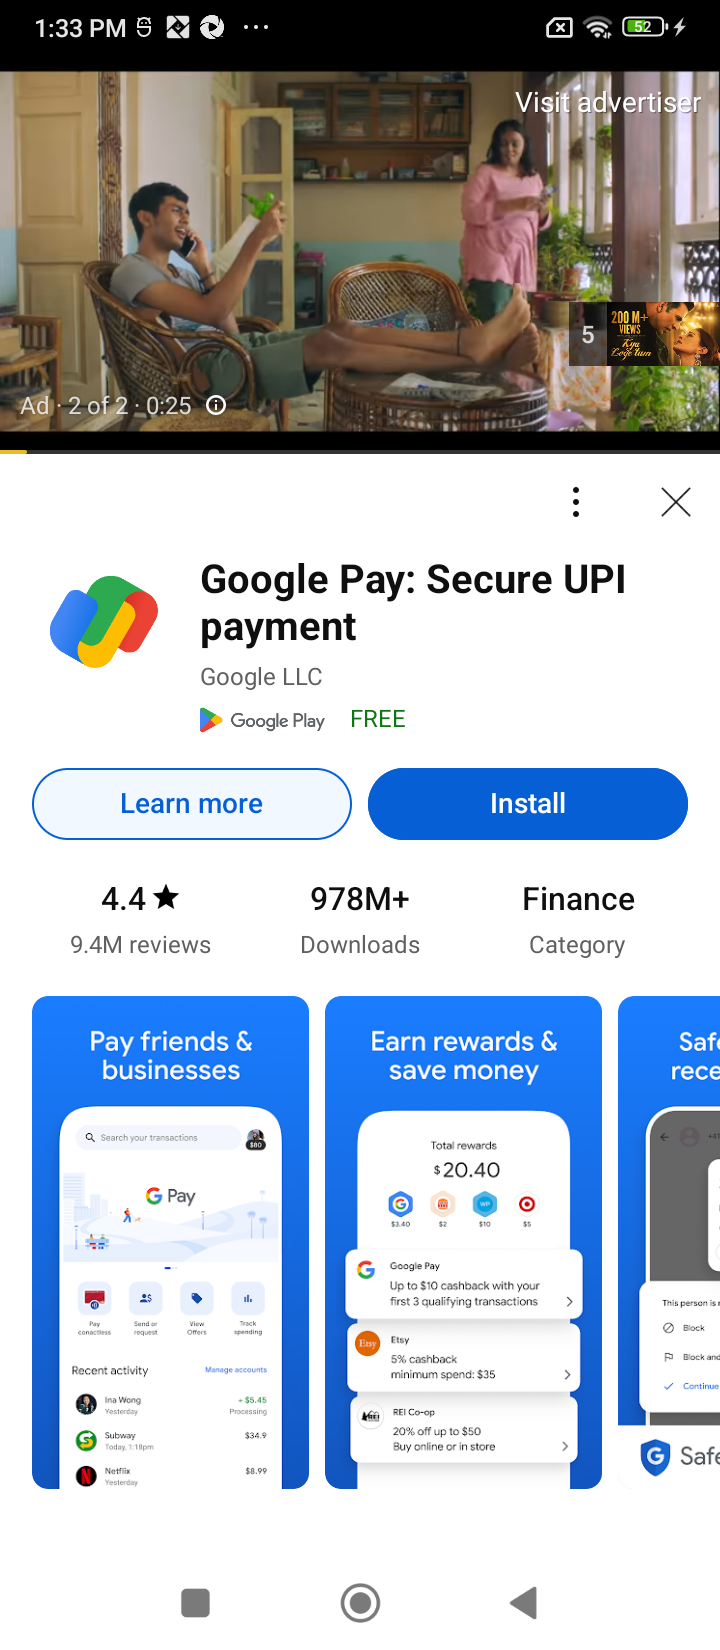 1:33 PM
52
Visit advertiser
5
200 M+
VIEWS
Kya
Loge Tum
Ad · 2 of 2 · 0:25
Google Pay: Secure UPI
payment
Google LLC
Google Play FREE
Learn more
Install
4.4★
9.4M reviews
978M+
Downloads
Finance
Category
Pay friends &
businesses
Search your transactions
$80
G Pay
Pay
contactless
Send or
request
View
Offers
Track
spending
Recent activity
Manage accounts
Ina Wong
Yesterday
+ $5.45
Processing
Subway
Today, 1:18pm
$34.9
Netflix
Yesterday
$8.99
Earn rewards &
save money
Total rewards
$20.40
$3.40
$2
WP
$10
$5
Google Pay
Up to $10 cashback with your
first 3 qualifying transactions
Etsy
Etsy
5% cashback
minimum spend: $35
REI
REI Co-op
20% off up to $50
Buy online or in store
Safe
rece
This person is n
Block
Block and
Continue
G Safe